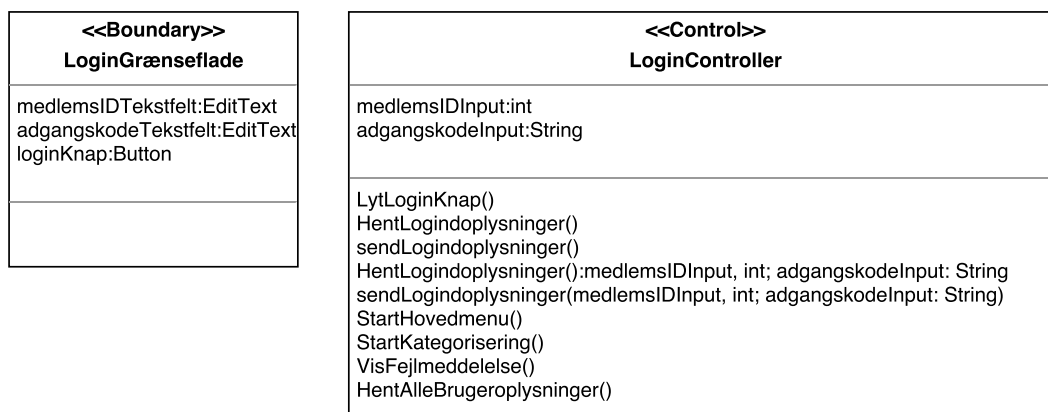 <<Boundary>>
LoginGrænseflade
medlemsIDTekstfelt:EditText
adgangskodeTekstfelt:EditText
loginKnap:Button
<<Control>>
LoginController
medlemsIDInput:int
adgangskodeInput:String
LytLoginKnap()
HentLogindoplysninger()
sendLogindoplysninger()
HentLogindoplysninger():medlemsIDInput, int; adgangskodeInput: String
sendLogindoplysninger(medlemsIDInput, int; adgangskodeInput: String)
StartHovedmenu()
StartKategorisering()
VisFejlmeddelelse()
HentAlleBrugeroplysninger()